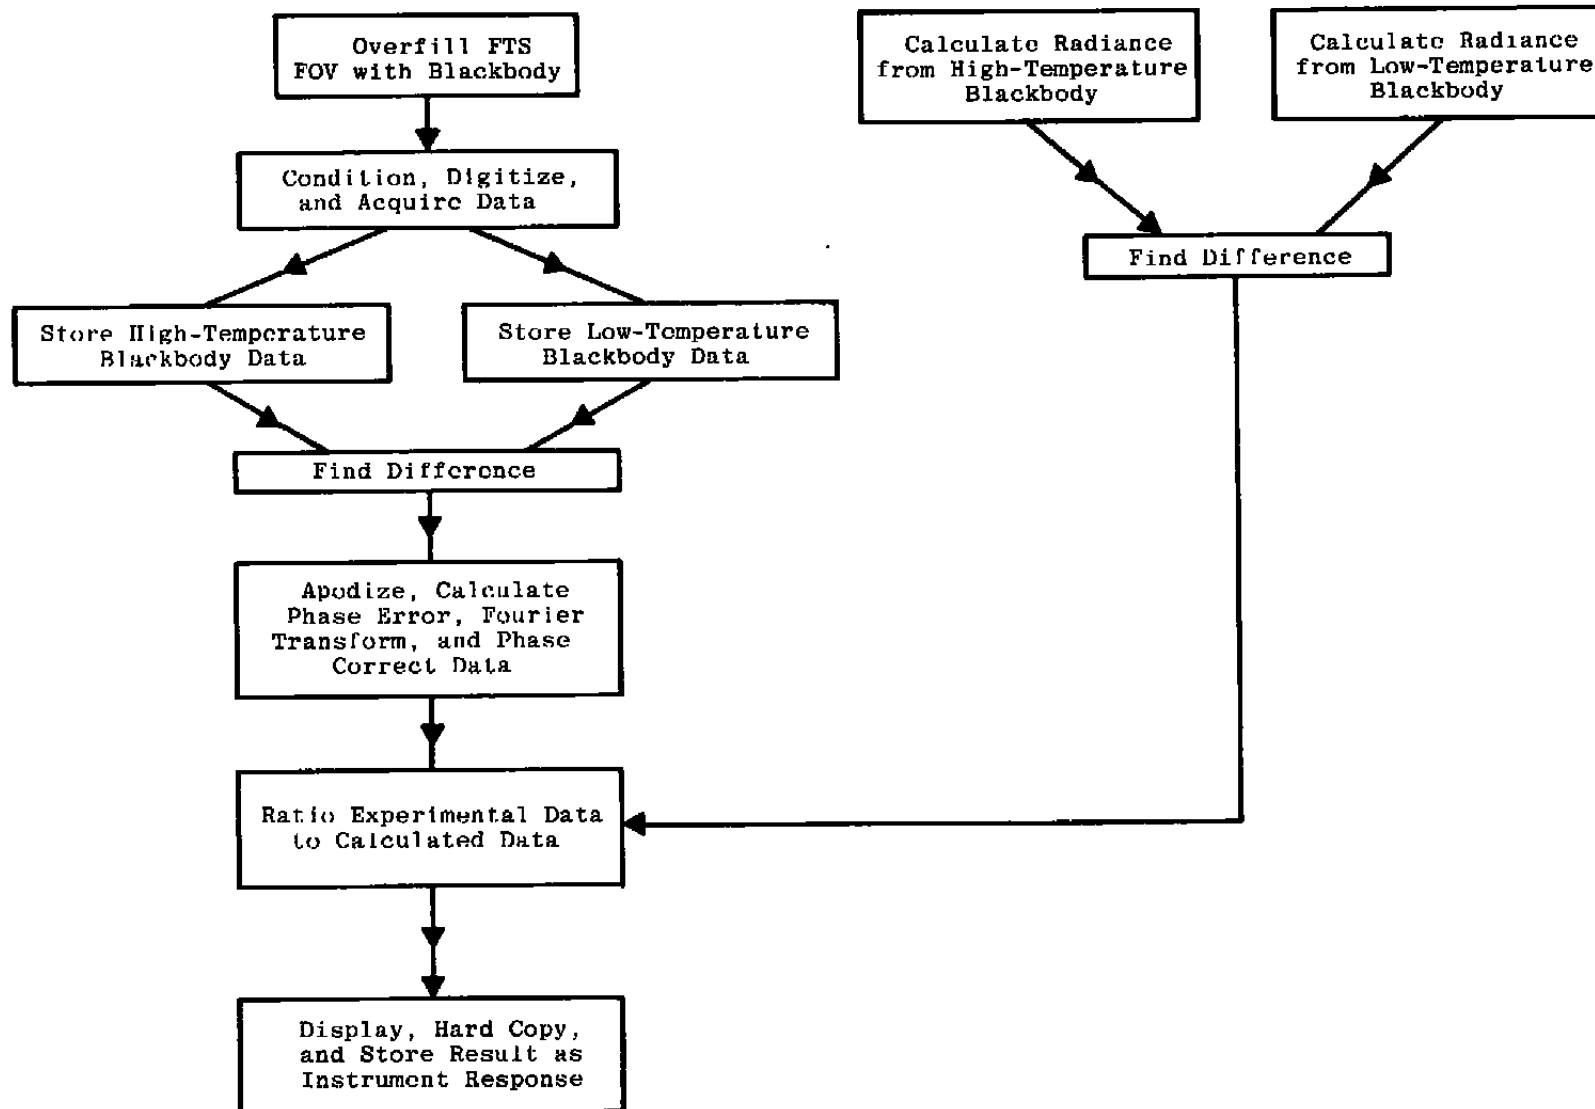 Overfill FTS
FOV with Blackbody
Condition, Digitize,
and Acquire Data
Store High-Temperature
Blackbody Data
Store Low-Temperature
Blackbody Data
Find Difference
Apodize, Calculate
Phase Error, Fourier
Transform, and Phase
Correct Data
Calculate Radiance
from High-Temperature
Blackbody
Calculate Radiance
from Low-Temperature
Blackbody
Find Difference
Ratio Experimental Data
to Calculated Data
Display, Hard Copy,
and Store Result as
Instrument Response